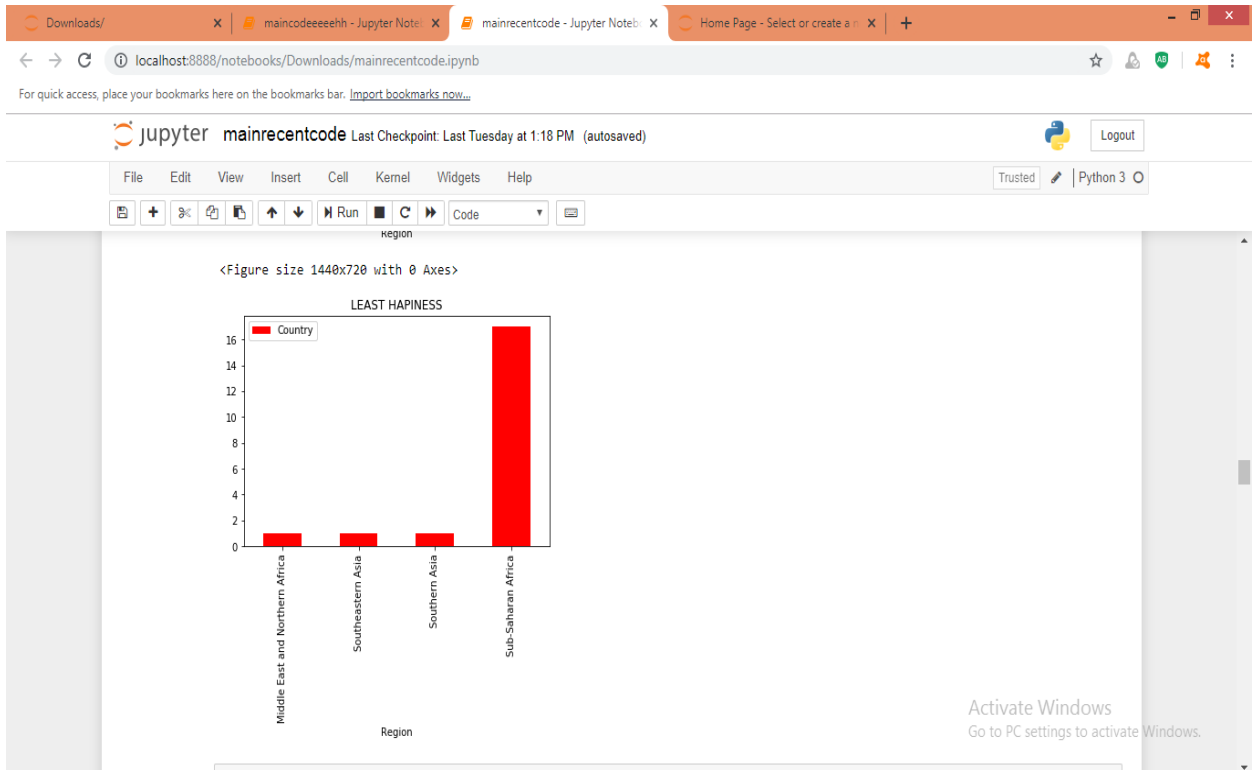 Downloads/ maincodeeeeehh - Jupyter Noteb mainrecentcode - Jupyter Notebo Home Page - Select or create a n
localhost:8888/notebooks/Downloads/mainrecentcode.ipynb AB
For quick access, place your bookmarks here on the bookmarks bar. Import bookmarks now...
jupyter mainrecentcode Last Checkpoint: Last Tuesday at 1:18 PM (autosaved) Logout
File Edit View Insert Cell Kernel Widgets Help Trusted Python 3
Run Code
Region
<Figure size 1440x720 with 0 Axes>
LEAST HAPINESS
Country
16
14
12
10
8
6
4
2
0
Middle East and Northern Africa
Southeastern Asia
Southern Asia
Sub-Saharan Africa
Region
Activate Windows
Go to PC settings to activate Windows.